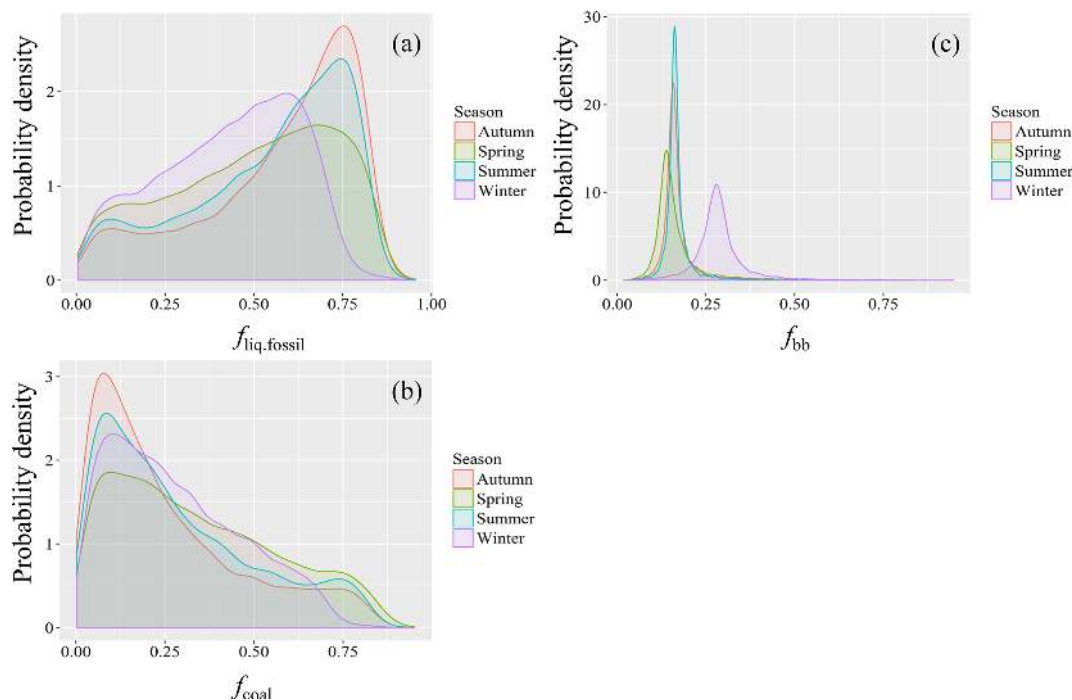 (a)
Probability density
2
1
0
0.00 0.25 0.50 0.75 1.00
fliq.fossil
Season
Autumn
Spring
Summer
Winter
(c)
Probability density
30
20
10
0
0.00 0.25 0.50 0.75
fbb
Season
Autumn
Spring
Summer
Winter
(b)
Probability density
3
2
1
0
0.00 0.25 0.50 0.75
fcoal
Season
Autumn
Spring
Summer
Winter